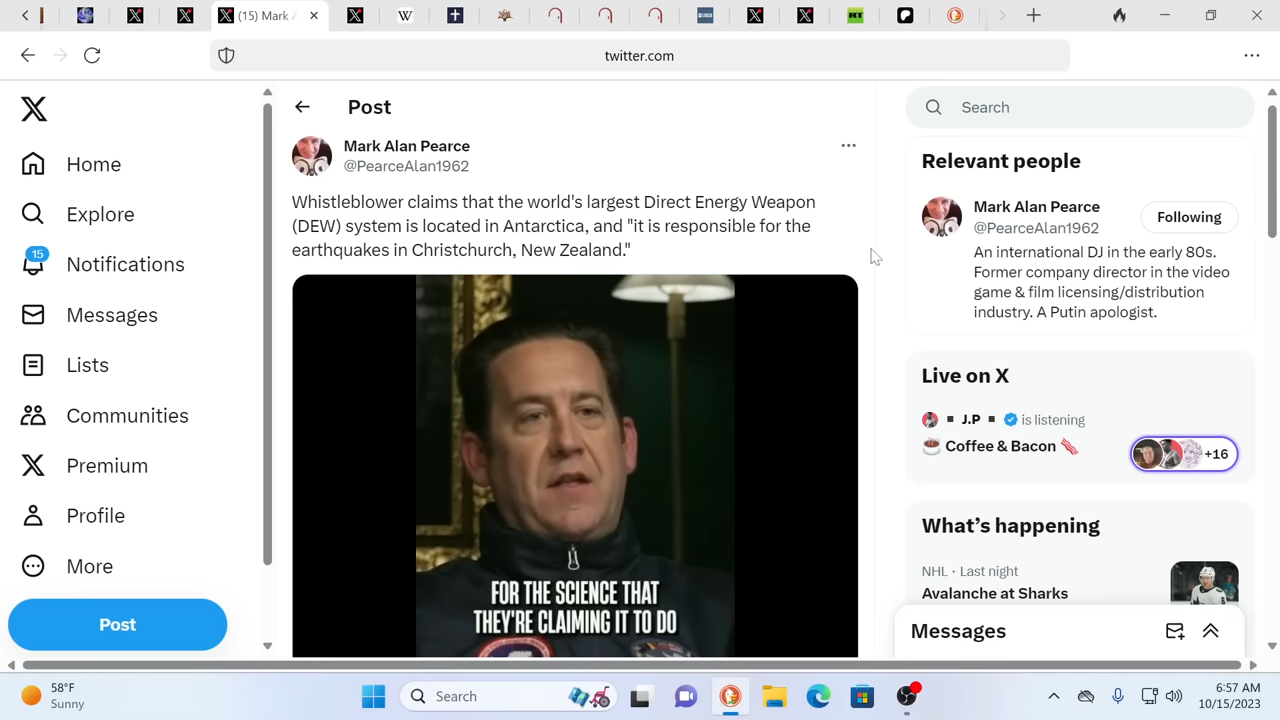 (15) Mark A
W
RT
twitter.com
X
Home
Explore
15
Notifications
Messages
Lists
Communities
Premium
Profile
More
Post
Post
Mark Alan Pearce
@PearceAlan1962
Whistleblower claims that the world's largest Direct Energy Weapon
(DEW) system is located in Antarctica, and "it is responsible for the
earthquakes in Christchurch, New Zealand."
FOR THE SCIENCE THAT
THEY'RE CLAIMING IT TO DO
Search
Relevant people
Mark Alan Pearce
@PearceAlan1962
Following
An international DJ in the early 80s.
Former company director in the video
game & film licensing/distribution
industry. A Putin apologist.
Live on X
J.P is listening
Coffee & Bacon
+16
What's happening
NHL · Last night
Avalanche at Sharks
Messages
58°F
Sunny
Search
6:57 AM
10/15/2023